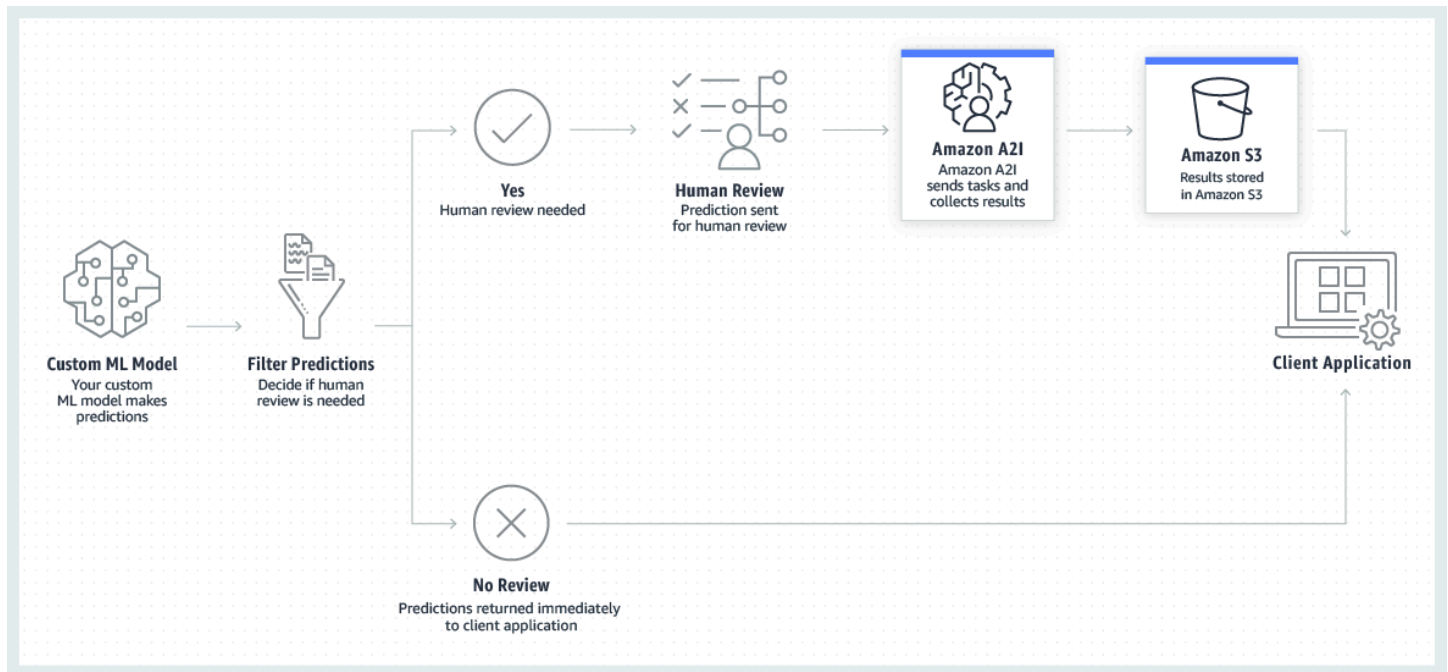 Custom ML Model
Your custom
ML model makes
predictions
Filter Predictions
Decide if human
review is needed
Yes
Human review needed
Human Review
Prediction sent
for human review
Amazon A2I
Amazon A2I
sends tasks and
collects results
Amazon S3
Results stored
in Amazon S3
Client Application
No Review
Predictions returned immediately
to client application